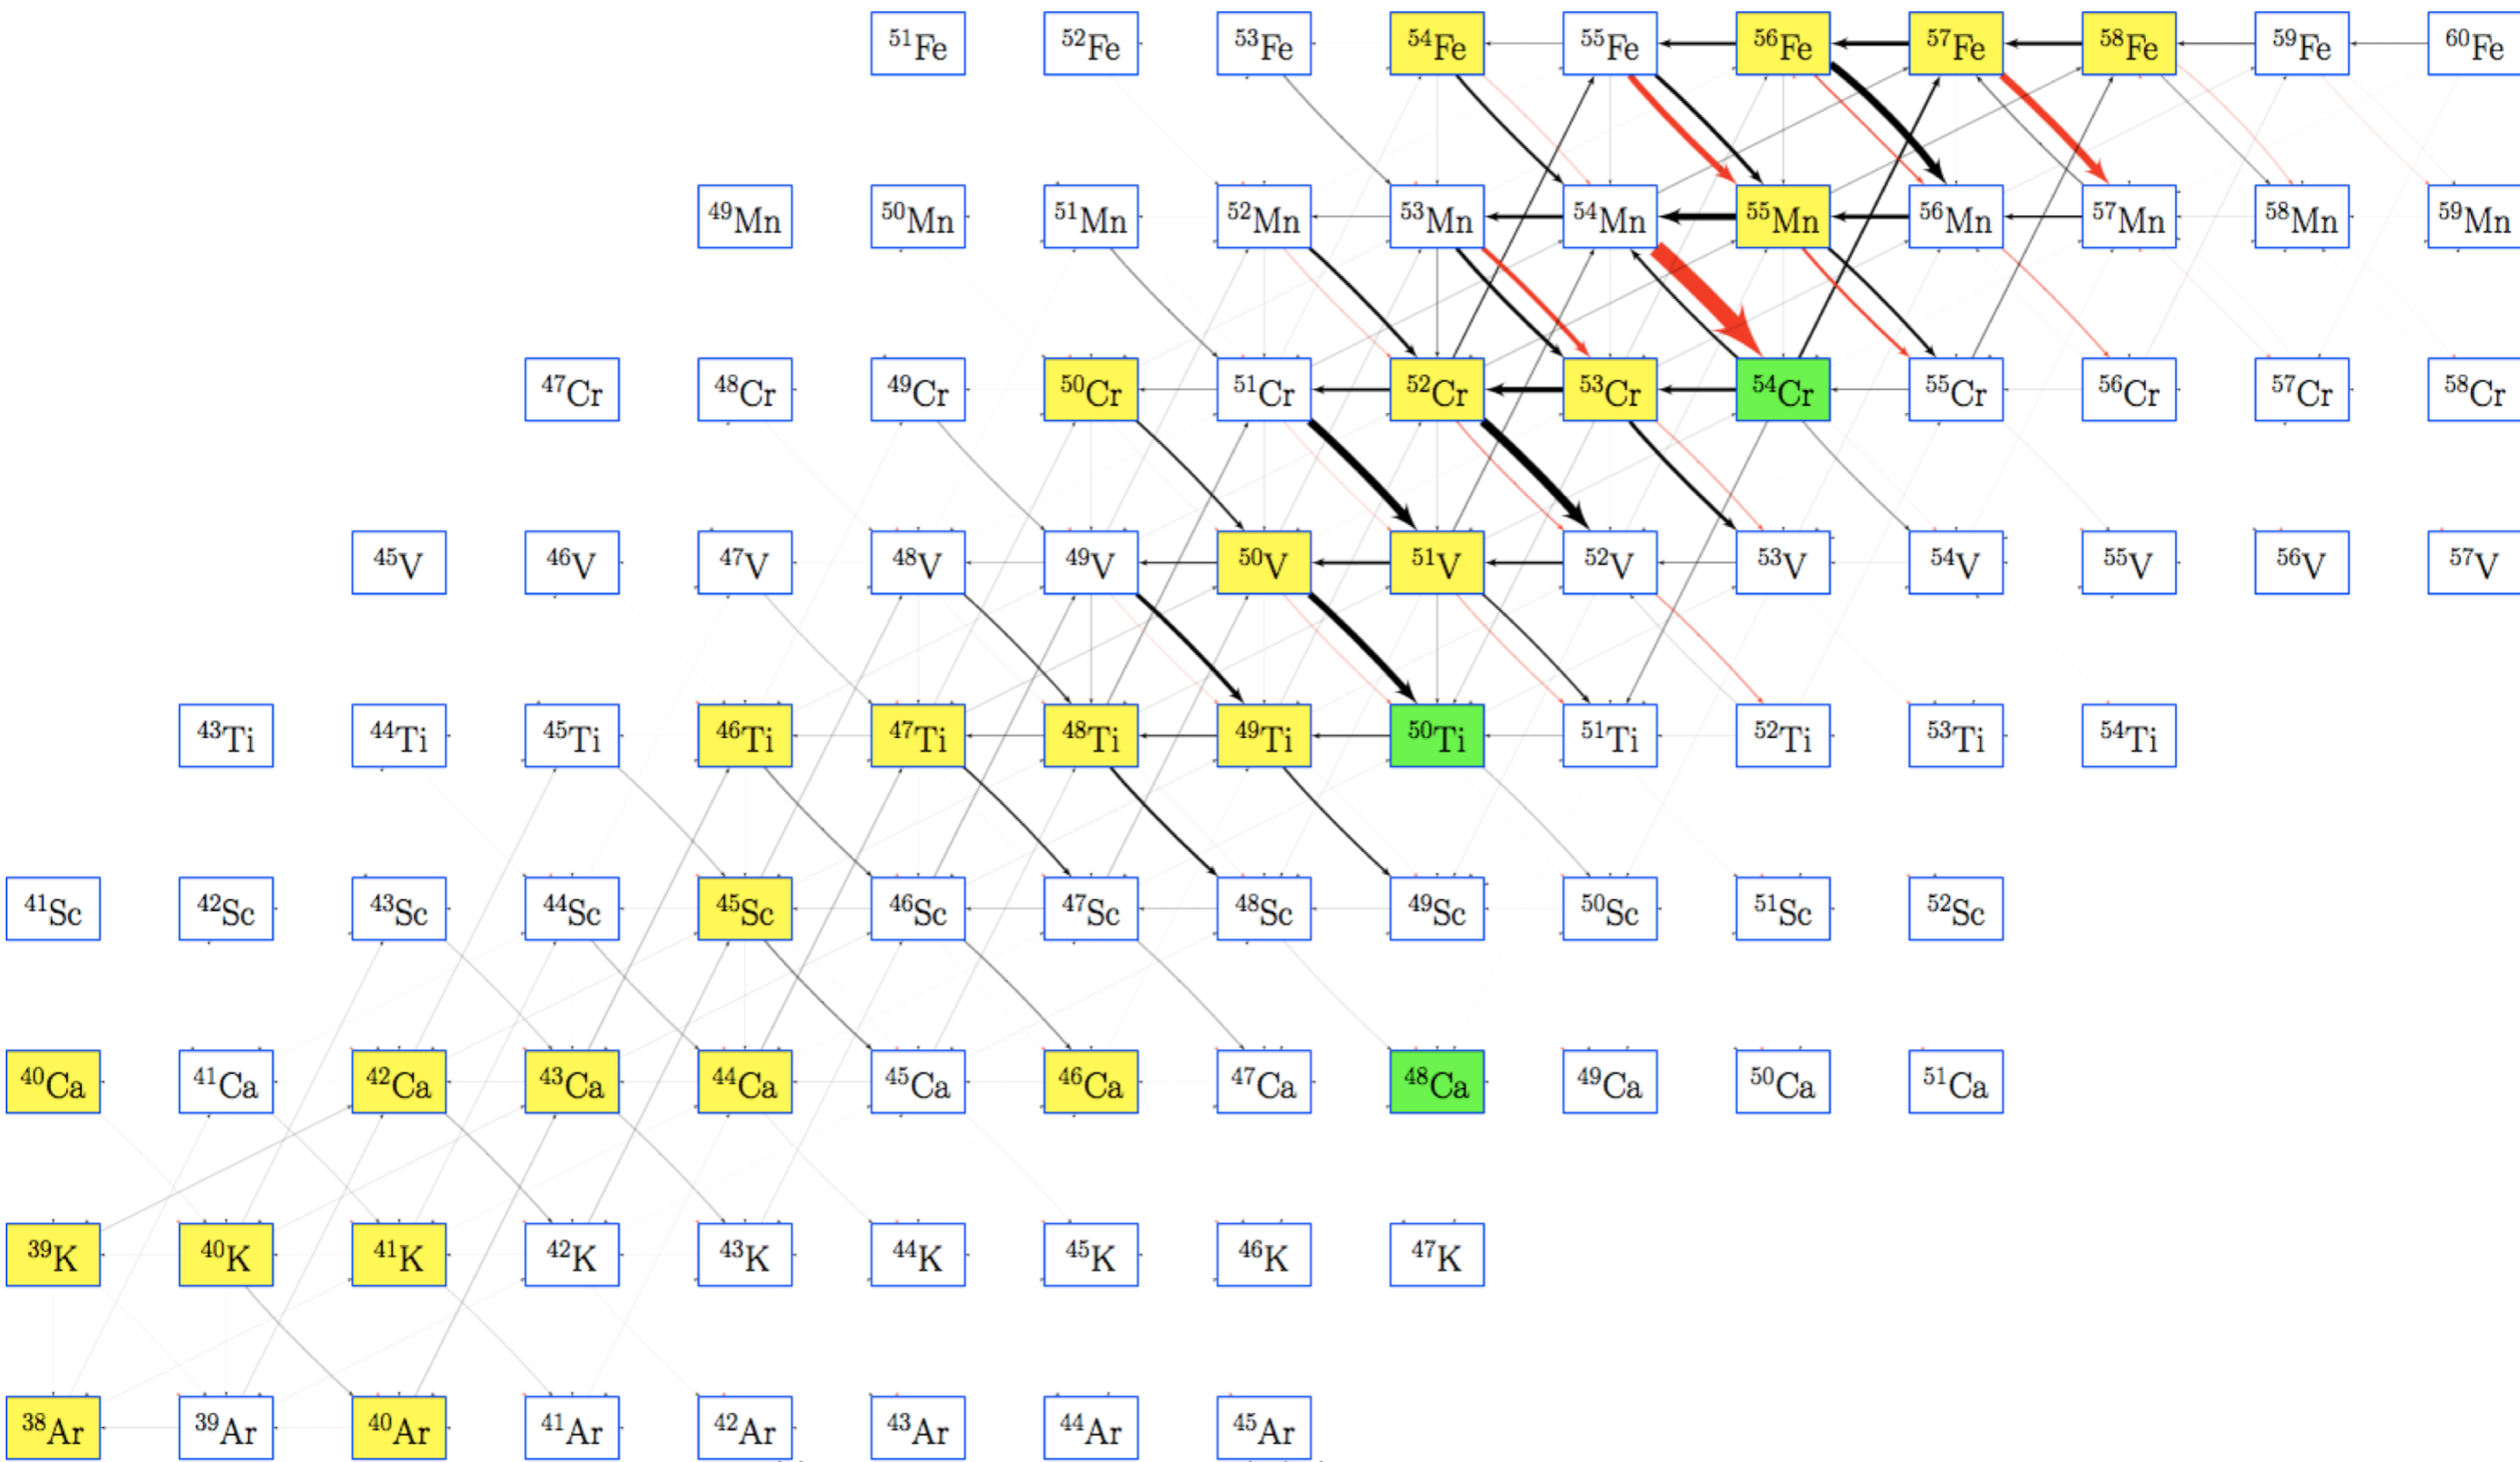 ⁵¹Fe ⁵²Fe ⁵³Fe ⁵⁴Fe ⁵⁵Fe ⁵⁶Fe ⁵⁷Fe ⁵⁸Fe ⁵⁹Fe ⁶⁰Fe
⁴⁹Mn ⁵⁰Mn ⁵¹Mn ⁵²Mn ⁵³Mn ⁵⁴Mn ⁵⁵Mn ⁵⁶Mn ⁵⁷Mn ⁵⁸Mn ⁵⁹Mn
⁴⁷Cr ⁴⁸Cr ⁴⁹Cr ⁵⁰Cr ⁵¹Cr ⁵²Cr ⁵³Cr ⁵⁴Cr ⁵⁵Cr ⁵⁶Cr ⁵⁷Cr ⁵⁸Cr
⁴⁵V ⁴⁶V ⁴⁷V ⁴⁸V ⁴⁹V ⁵⁰V ⁵¹V ⁵²V ⁵³V ⁵⁴V ⁵⁵V ⁵⁶V ⁵⁷V
⁴³Ti ⁴⁴Ti ⁴⁵Ti ⁴⁶Ti ⁴⁷Ti ⁴⁸Ti ⁴⁹Ti ⁵⁰Ti ⁵¹Ti ⁵²Ti ⁵³Ti ⁵⁴Ti
⁴¹Sc ⁴²Sc ⁴³Sc ⁴⁴Sc ⁴⁵Sc ⁴⁶Sc ⁴⁷Sc ⁴⁸Sc ⁴⁹Sc ⁵⁰Sc ⁵¹Sc ⁵²Sc
⁴⁰Ca ⁴¹Ca ⁴²Ca ⁴³Ca ⁴⁴Ca ⁴⁵Ca ⁴⁶Ca ⁴⁷Ca ⁴⁸Ca ⁴⁹Ca ⁵⁰Ca ⁵¹Ca
³⁹K ⁴⁰K ⁴¹K ⁴²K ⁴³K ⁴⁴K ⁴⁵K ⁴⁶K ⁴⁷K
³⁸Ar ³⁹Ar ⁴⁰Ar ⁴¹Ar ⁴²Ar ⁴³Ar ⁴⁴Ar ⁴⁵Ar